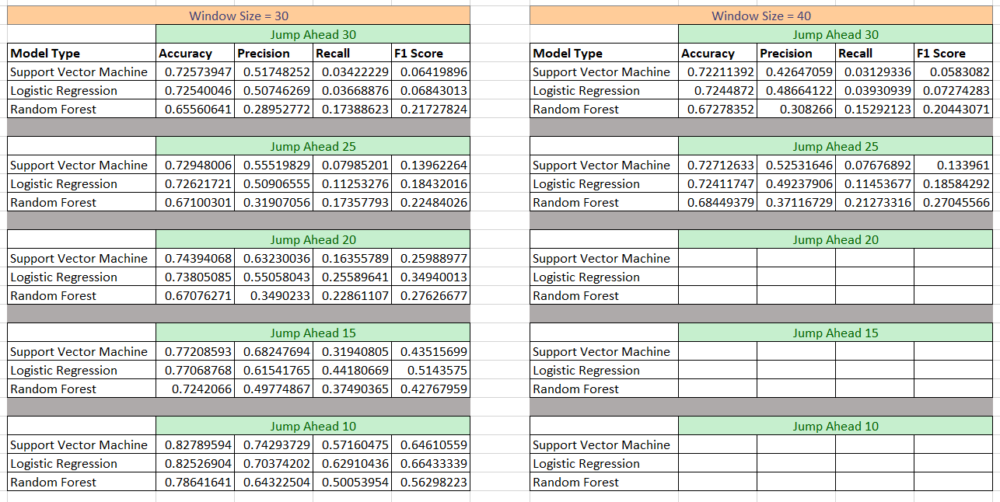 Window Size = 30 Window Size = 40
Jump Ahead 30 Jump Ahead 30
Model Type Accuracy Precision Recall F1 Score Model Type Accuracy Precision Recall F1 Score
Support Vector Machine 0.72573947 0.51748252 0.03422229 0.06419896 Support Vector Machine 0.72211392 0.42647059 0.03129336 0.0583082
Logistic Regression 0.72540046 0.50746269 0.03668876 0.06843013 Logistic Regression 0.7244872 0.48664122 0.03930939 0.07274283
Random Forest 0.65560641 0.28952772 0.17388623 0.21727824 Random Forest 0.67278352 0.308266 0.15292123 0.20443071
Jump Ahead 25 Jump Ahead 25
Support Vector Machine 0.72948006 0.55519829 0.07985201 0.13962264 Support Vector Machine 0.72712633 0.52531646 0.07676892 0.133961
Logistic Regression 0.72621721 0.50906555 0.11253276 0.18432016 Logistic Regression 0.72411747 0.49237906 0.11453677 0.18584292
Random Forest 0.67100301 0.31907056 0.17357793 0.22484026 Random Forest 0.68449379 0.37116729 0.21273316 0.27045566
Jump Ahead 20 Jump Ahead 20
Support Vector Machine 0.74394068 0.63230036 0.16355789 0.25988977 Support Vector Machine
Logistic Regression 0.73805085 0.55058043 0.25589641 0.34940013 Logistic Regression
Random Forest 0.67076271 0.3490233 0.22861107 0.27626677 Random Forest
Jump Ahead 15 Jump Ahead 15
Support Vector Machine 0.77208593 0.68247694 0.31940805 0.43515699 Support Vector Machine
Logistic Regression 0.77068768 0.61541765 0.44180669 0.5143575 Logistic Regression
Random Forest 0.7242066 0.49774867 0.37490365 0.42767959 Random Forest
Jump Ahead 10 Jump Ahead 10
Support Vector Machine 0.82789594 0.74293729 0.57160475 0.64610559 Support Vector Machine
Logistic Regression 0.82526904 0.70374202 0.62910436 0.66433339 Logistic Regression
Random Forest 0.78641641 0.64322504 0.50053954 0.56298223 Random Forest